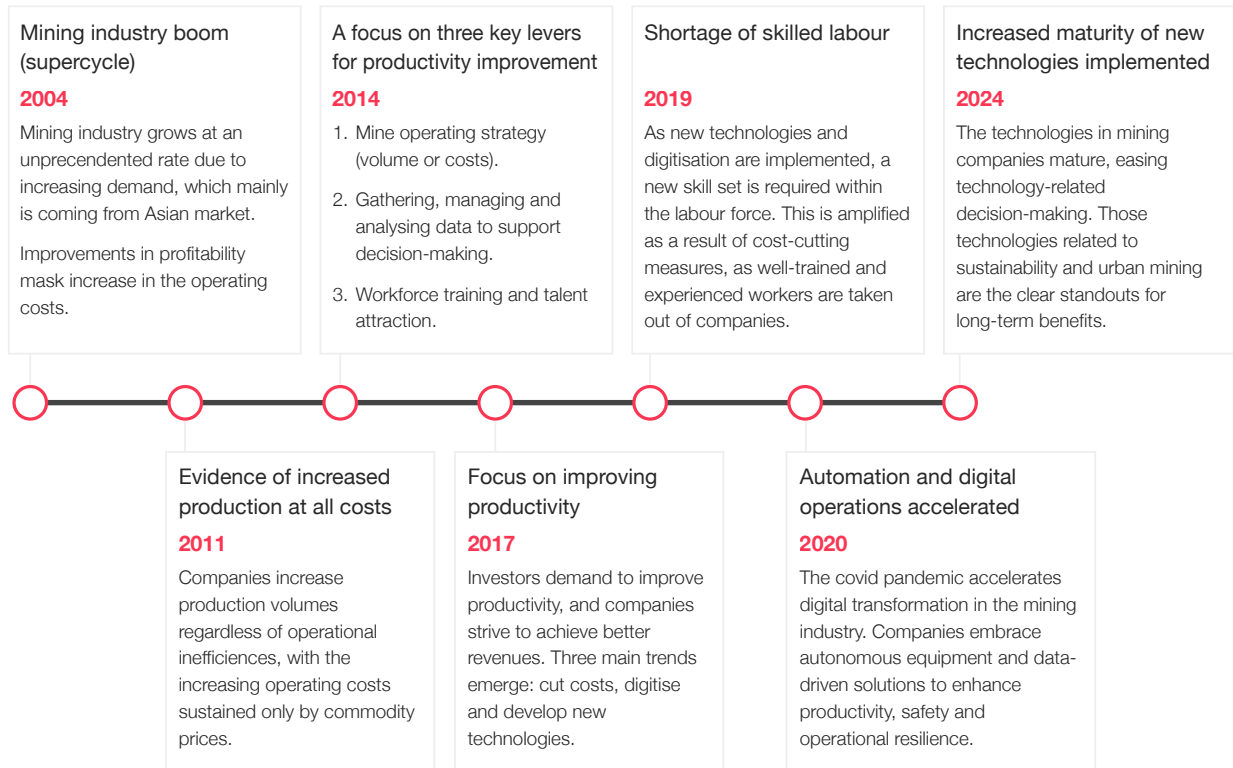 Mining industry boom
(supercycle)
2004
Mining industry grows at an
unprecendented rate due to
increasing demand, which mainly
is coming from Asian market.
Improvements in profitability
mask increase in the operating
costs.
A focus on three key levers
for productivity improvement
2014
1. Mine operating strategy
(volume or costs).
2. Gathering, managing and
analysing data to support
decision-making.
3. Workforce training and talent
attraction.
Shortage of skilled labour
2019
As new technologies and
digitisation are implemented, a
new skill set is required within
the labour force. This is amplified
as a result of cost-cutting
measures, as well-trained and
experienced workers are taken
out of companies.
Increased maturity of new
technologies implemented
2024
The technologies in mining
companies mature, easing
technology-related
decision-making. Those
technologies related to
sustainability and urban mining
are the clear standouts for
long-term benefits.
Evidence of increased
production at all costs
2011
Companies increase
production volumes
regardless of operational
inefficiences, with the
increasing operating costs
sustained only by commodity
prices.
Focus on improving
productivity
2017
Investors demand to improve
productivity, and companies
strive to achieve better
revenues. Three main trends
emerge: cut costs, digitise
and develop new
technologies.
Automation and digital
operations accelerated
2020
The covid pandemic accelerates
digital transformation in the mining
industry. Companies embrace
autonomous equipment and data-
driven solutions to enhance
productivity, safety and
operational resilience.